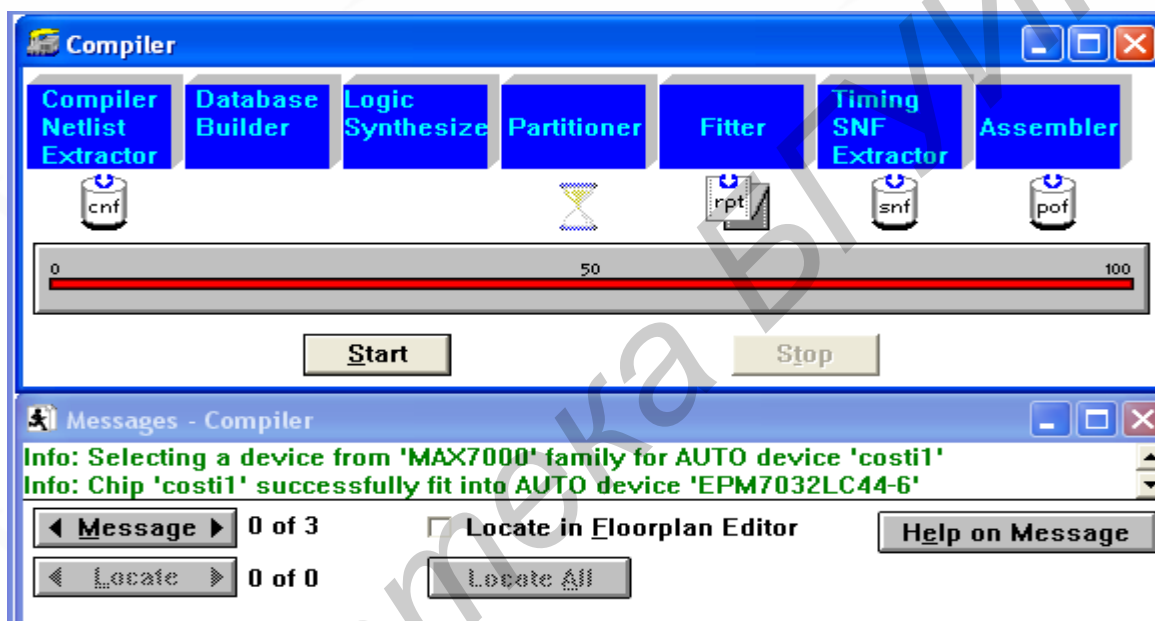 Compiler
Compiler
Netlist
Extractor
Database
Builder
Logic
Synthesize
Partitioner
Fitter
Timing
SNF
Extractor
Assembler
cnf
rpt
snf
pof
0 50 100
Start Stop
Messages - Compiler
Info: Selecting a device from 'MAX7000' family for AUTO device 'costi1'
Info: Chip 'costi1' successfully fit into AUTO device 'EPM7032LC44-6'
Message 0 of 3 Locate in Floorplan Editor Help on Message
Locate 0 of 0 Locate All
тека БГУИ